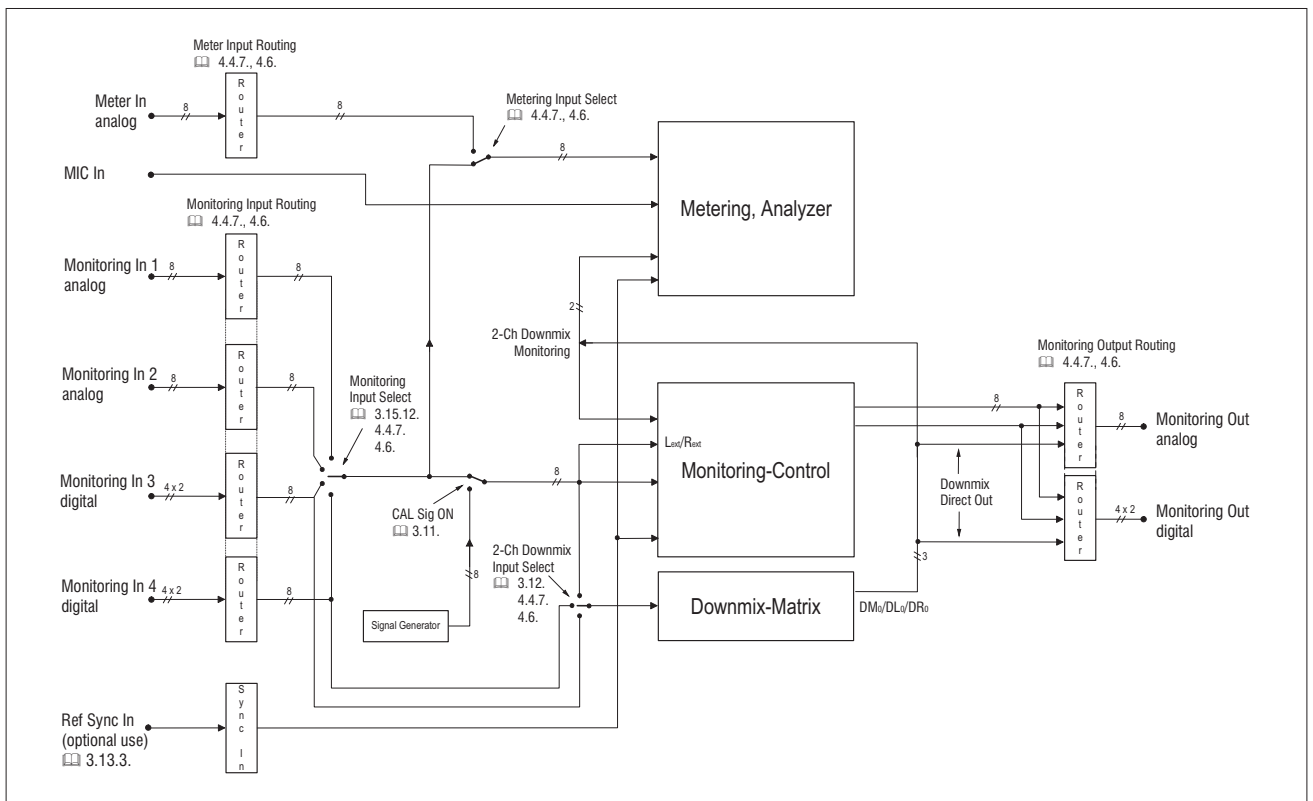 Meter Input Routing
4.4.7., 4.6.
Router
Meter In
analog
8
8
Metering Input Select
4.4.7., 4.6.
8
MIC In
Metering, Analyzer
Monitoring Input Routing
4.4.7., 4.6.
Router
Monitoring In 1
analog
8
8
2
2-Ch Downmix
Monitoring
Router
Monitoring In 2
analog
8
8
Monitoring
Input Select
3.15.12.
4.4.7.
4.6.
Lext/Rext
Monitoring-Control
8
Monitoring Output Routing
4.4.7., 4.6.
Router
8
Monitoring Out
analog
Downmix
Direct Out
Router
4 x 2
Monitoring Out
digital
3
Router
Monitoring In 3
digital
4 x 2
8
8
CAL Sig ON
3.11.
8
2-Ch Downmix
Input Select
3.12.
4.4.7.
4.6.
Router
Monitoring In 4
digital
4 x 2
8
Signal Generator
Downmix-Matrix
DM0/DL0/DR0
Sync In
Ref Sync In
(optional use)
3.13.3.